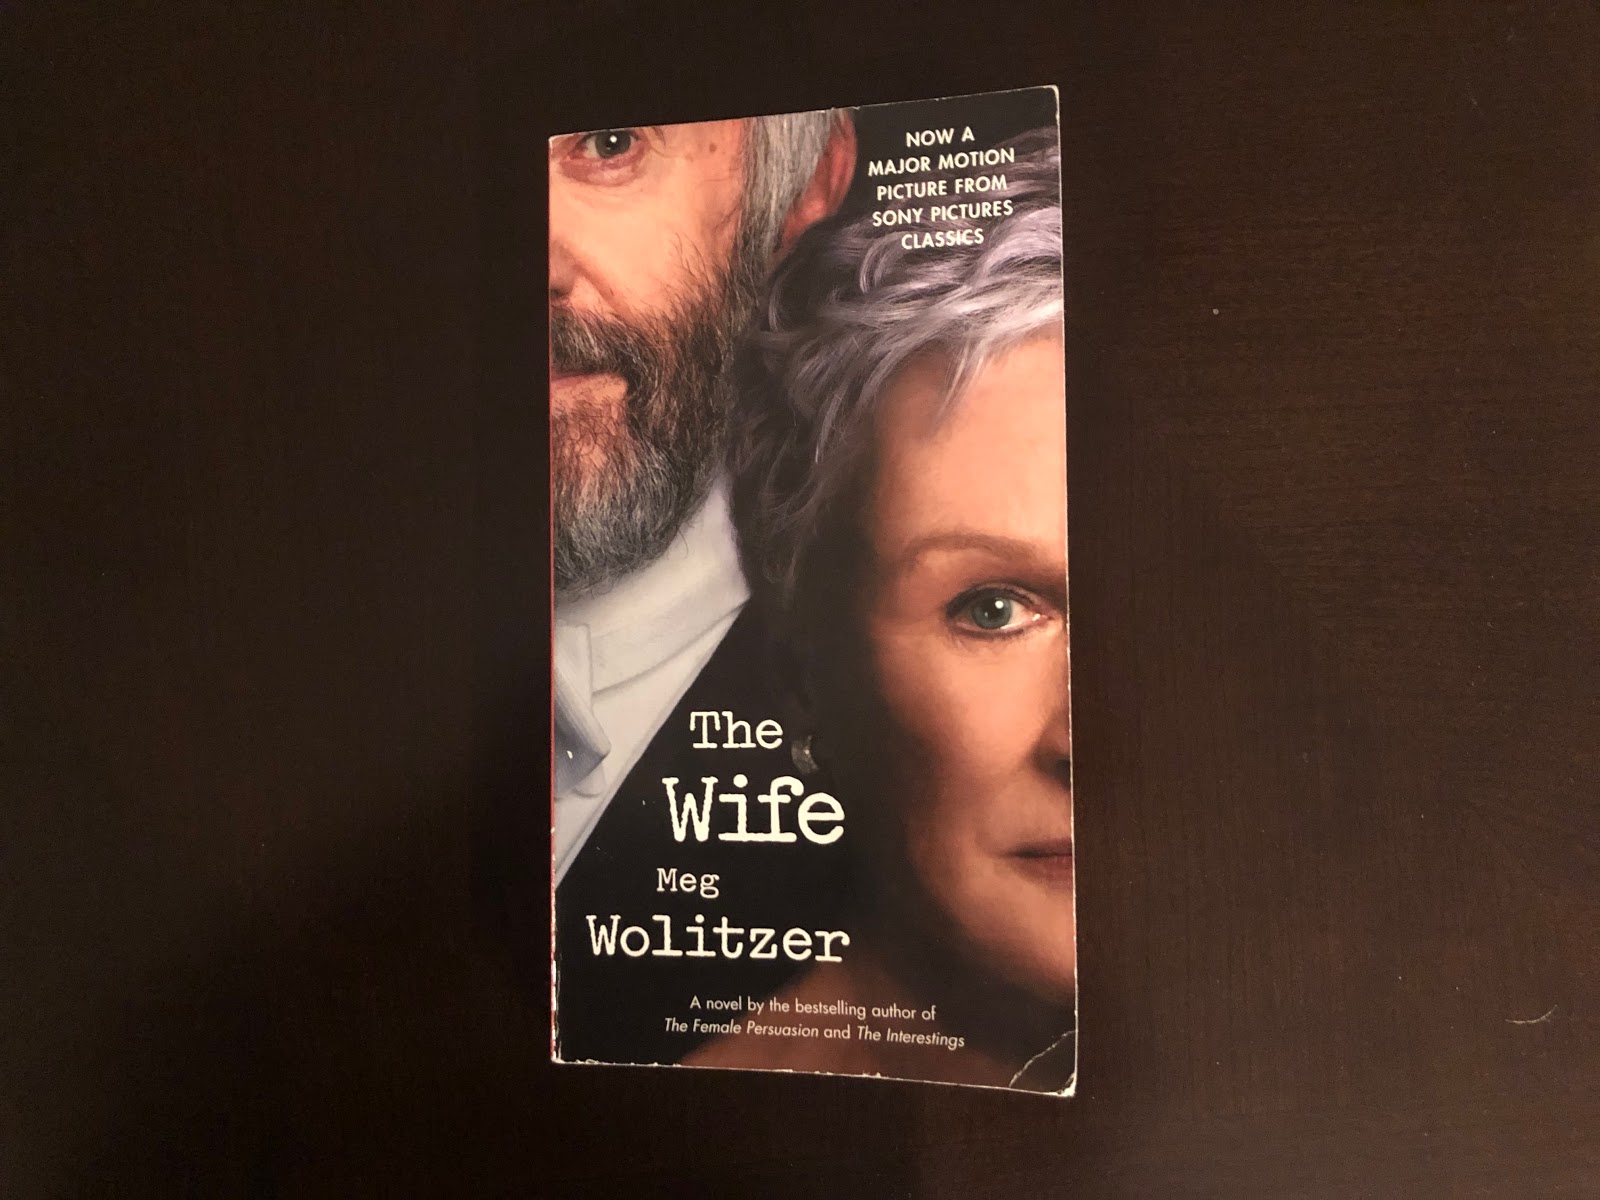 NOW A
MAJOR MOTION
PICTURE FROM
SONY PICTURES
CLASSICS
The
Wife
Meg
Wolitzer
A novel by the bestselling author of
The Female Persuasion and The Interestings